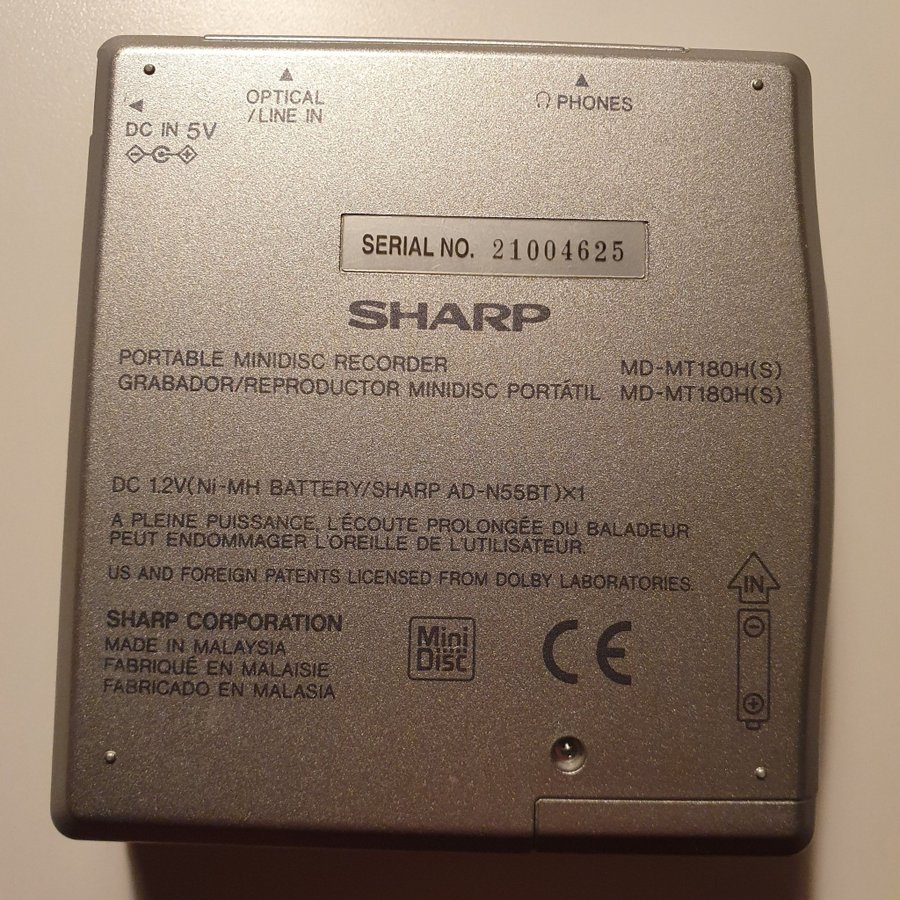 OPTICAL
/LINE IN
PHONES
DC IN 5V
SERIAL NO. 21004625
SHARP
PORTABLE MINIDISC RECORDER MD-MT180H(S)
GRABADOR/REPRODUCTOR MINIDISC PORTÁTIL MD-MT180H(S)
DC 1.2V(Ni-MH BATTERY/SHARP AD-N55BT)×1
A PLEINE PUISSANCE, L'ÉCOUTE PROLONGÉE DU BALADEUR
PEUT ENDOMMAGER L'OREILLE DE L'UTILISATEUR.
US AND FOREIGN PATENTS LICENSED FROM DOLBY LABORATORIES.
IN
SHARP CORPORATION
MADE IN MALAYSIA
FABRIQUÉ EN MALAISIE
FABRICADO EN MALASIA
Mini
Disc
CE